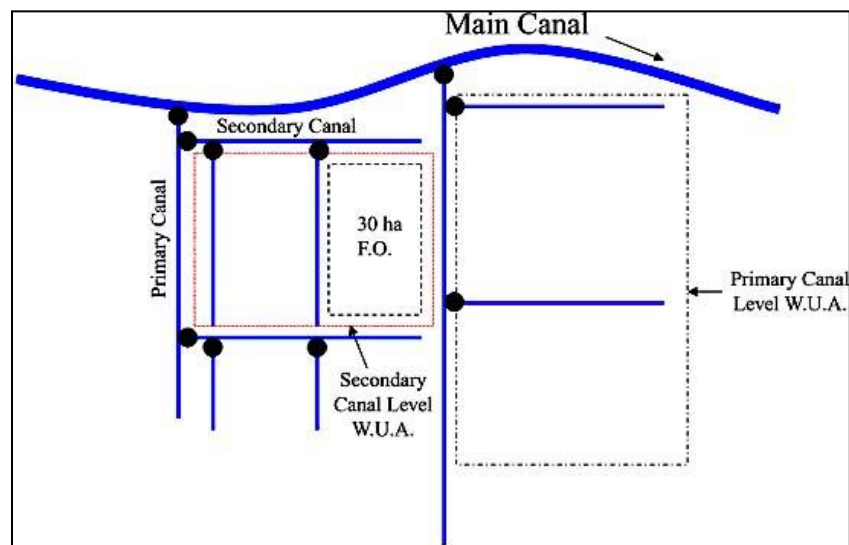 Main Canal
Secondary Canal
Primary Canal
30 ha
F.O.
Primary Canal
Level W.U.A.
Secondary
Canal Level
W.U.A.